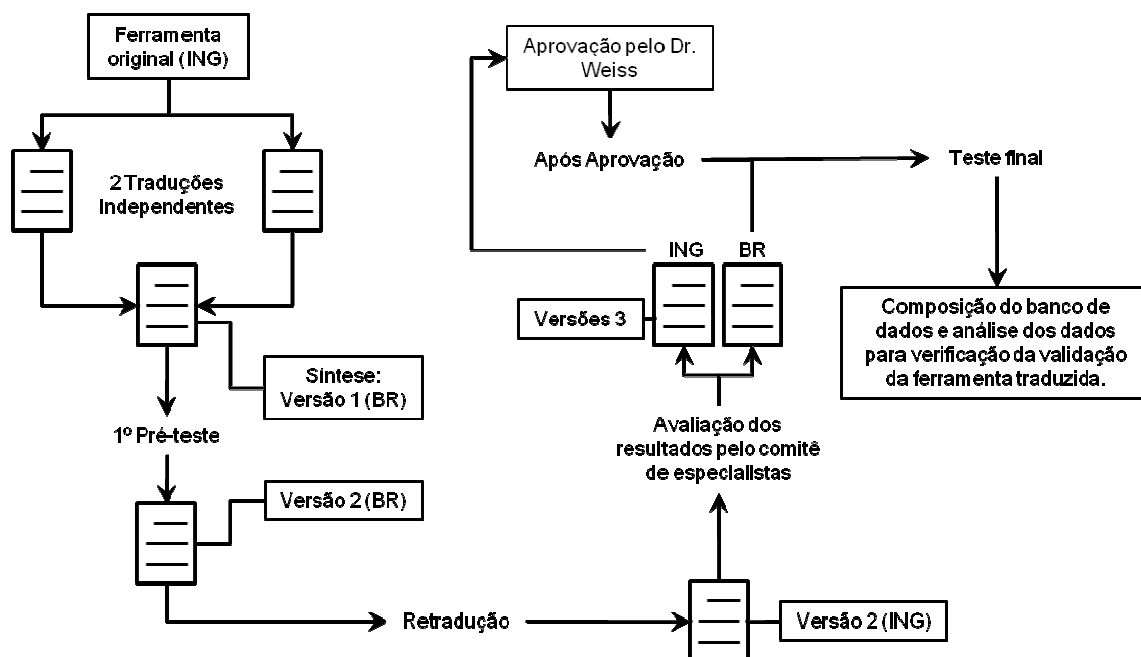 Ferramenta
original (ING)
2 Traduções
Independentes
Síntese:
Versão 1 (BR)
1º Pré-teste
Versão 2 (BR)
Retradução
Versão 2 (ING)
Avaliação dos
resultados pelo comitê
de especialistas
Versões 3
ING
BR
Aprovação pelo Dr.
Weiss
Após Aprovação
Teste final
Composição do banco de
dados e análise dos dados
para verificação da validação
da ferramenta traduzida.